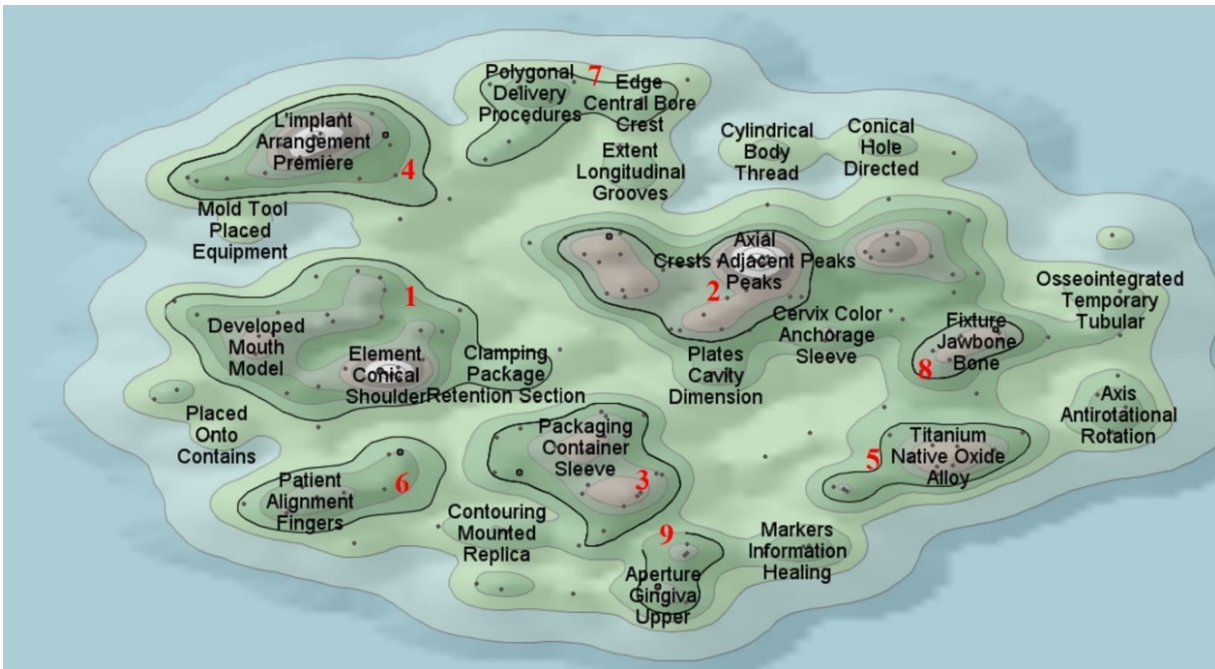 Polygonal
Delivery
Procedures
7
Edge
Central Bore
Crest
L'implant
Arrangement
Première
4
Extent
Longitudinal
Grooves
Cylindrical
Body
Thread
Conical
Hole
Directed
Mold Tool
Placed
Equipment
Axial
Crests Adjacent Peaks
Peaks
2
1
Developed
Mouth
Model
Element
Conical
Shoulder
Clamping
Package
Retention Section
Plates
Cavity
Dimension
Cervix Color
Anchorage
Sleeve
Fixture
Jawbone
Bone
8
Osseointegrated
Temporary
Tubular
Placed
Onto
Contains
Packaging
Container
Sleeve
3
Titanium
Native Oxide
Alloy
5
Axis
Antirotational
Rotation
Patient
Alignment
Fingers
6
Contouring
Mounted
Replica
9
Aperture
Gingiva
Upper
Markers
Information
Healing